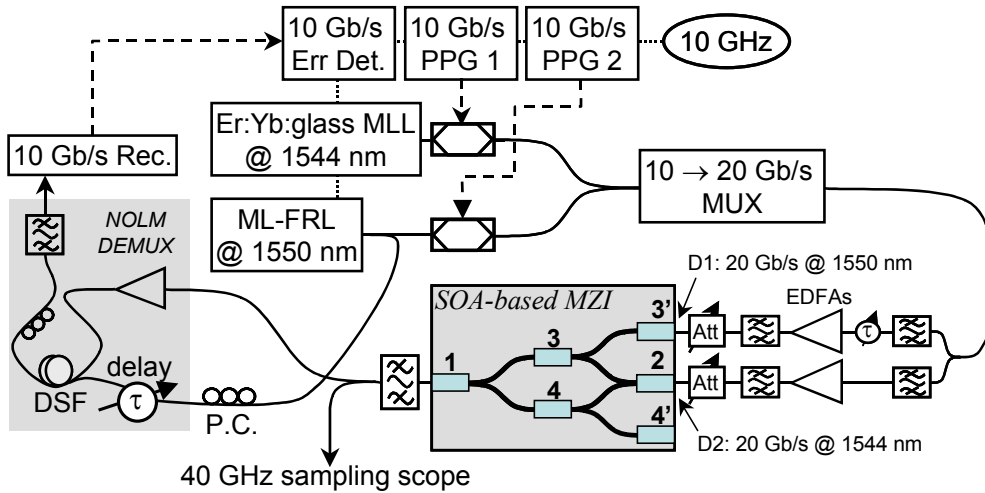 10 Gb/s
Err Det.
10 Gb/s
PPG 1
10 Gb/s
PPG 2
10 GHz
Er:Yb:glass MLL
@ 1544 nm
10 Gb/s Rec.
10 → 20 Gb/s
MUX
NOLM
DEMUX
ML-FRL
@ 1550 nm
D1: 20 Gb/s @ 1550 nm
SOA-based MZI
EDFAs
3'
Att
τ
3
1
2
4
Att
delay
DSF
τ
P.C.
4'
D2: 20 Gb/s @ 1544 nm
40 GHz sampling scope